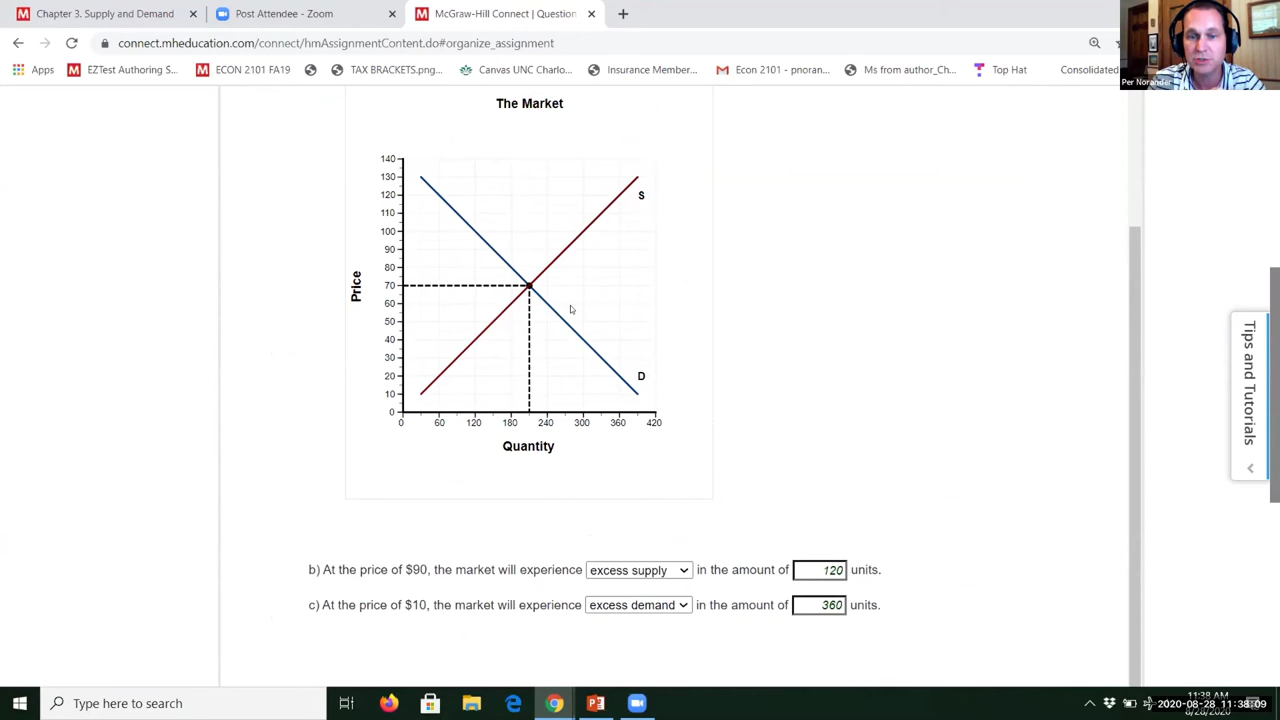 Chapter 3. Supply and Demand
Post Attendee - Zoom
McGraw-Hill Connect | Question
connect.mheducation.com/connect/hmAssignmentContent.do#organize_assignment
Apps
EZTest Authoring S...
ECON 2101 FA19
TAX BRACKETS.png...
Canvas UNC Charlo...
Insurance Member...
Econ 2101 - pnoran...
Ms from author_Ch...
Top Hat
Consolidated
Per Norander
The Market
140
130
120
110
100
90
80
70
60
50
40
30
20
10
0
Price
S
D
0 60 120 180 240 300 360 420
Quantity
Tips and Tutorials
b) At the price of $90, the market will experience excess supply in the amount of 120 units.
c) At the price of $10, the market will experience excess demand in the amount of 360 units.
Type here to search
11:38 AM
8/28/2020
2020-08-28 11:38:09